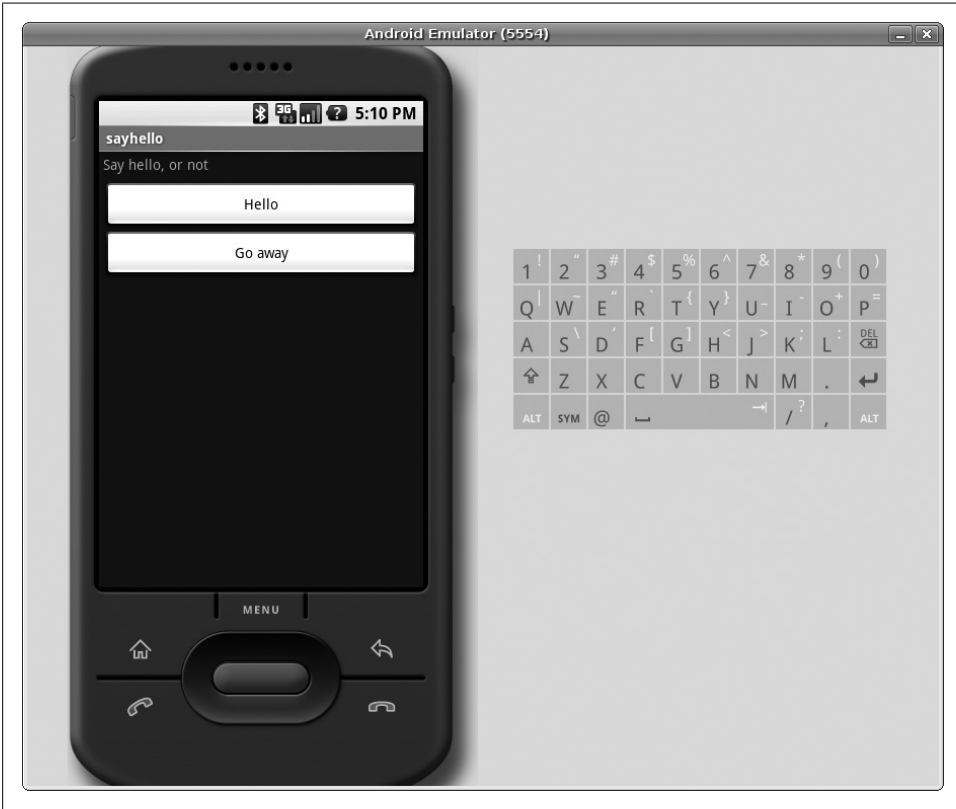 Android Emulator (5554)
3G 5:10 PM
sayhello
Say hello, or not
Hello
Go away
MENU
1 ! 2 " 3 # 4 $ 5 % 6 ^ 7 & 8 * 9 ( 0 )
Q | W ~ E " R ` T { Y } U _ I - O + P =
A S \ D ' F [ G ] H < J > K ; L : DEL
Z X C V B N M .
ALT SYM @ / ? , ALT